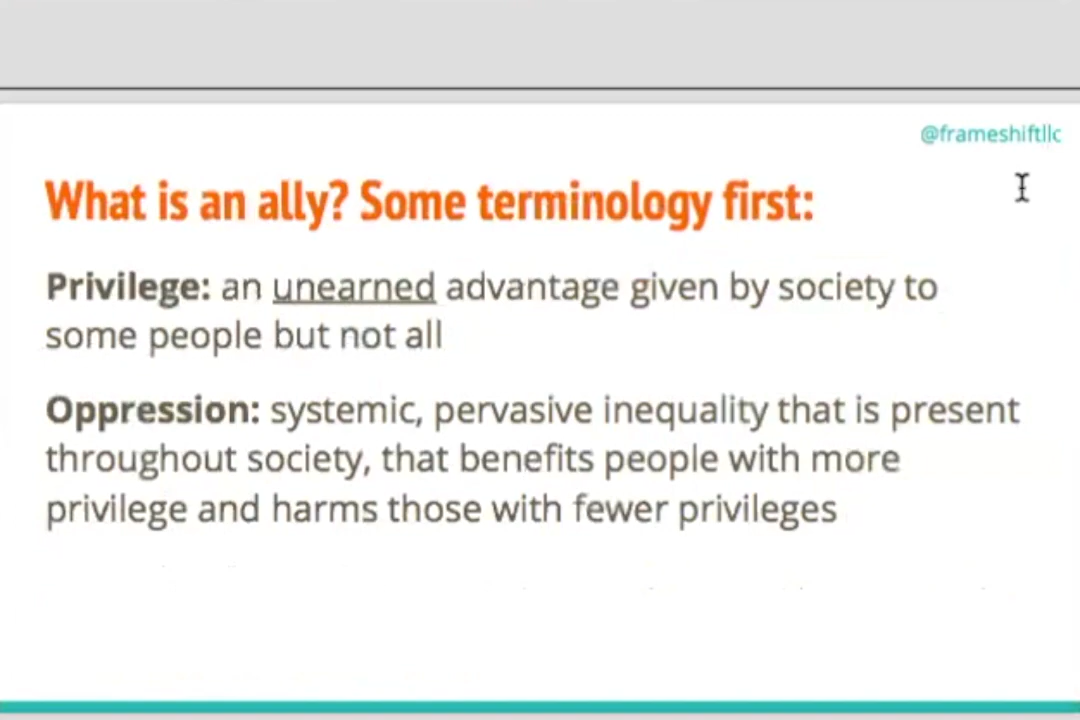 @frameshiftllc
What is an ally? Some terminology first:
Privilege: an unearned advantage given by society to
some people but not all
Oppression: systemic, pervasive inequality that is present
throughout society, that benefits people with more
privilege and harms those with fewer privileges